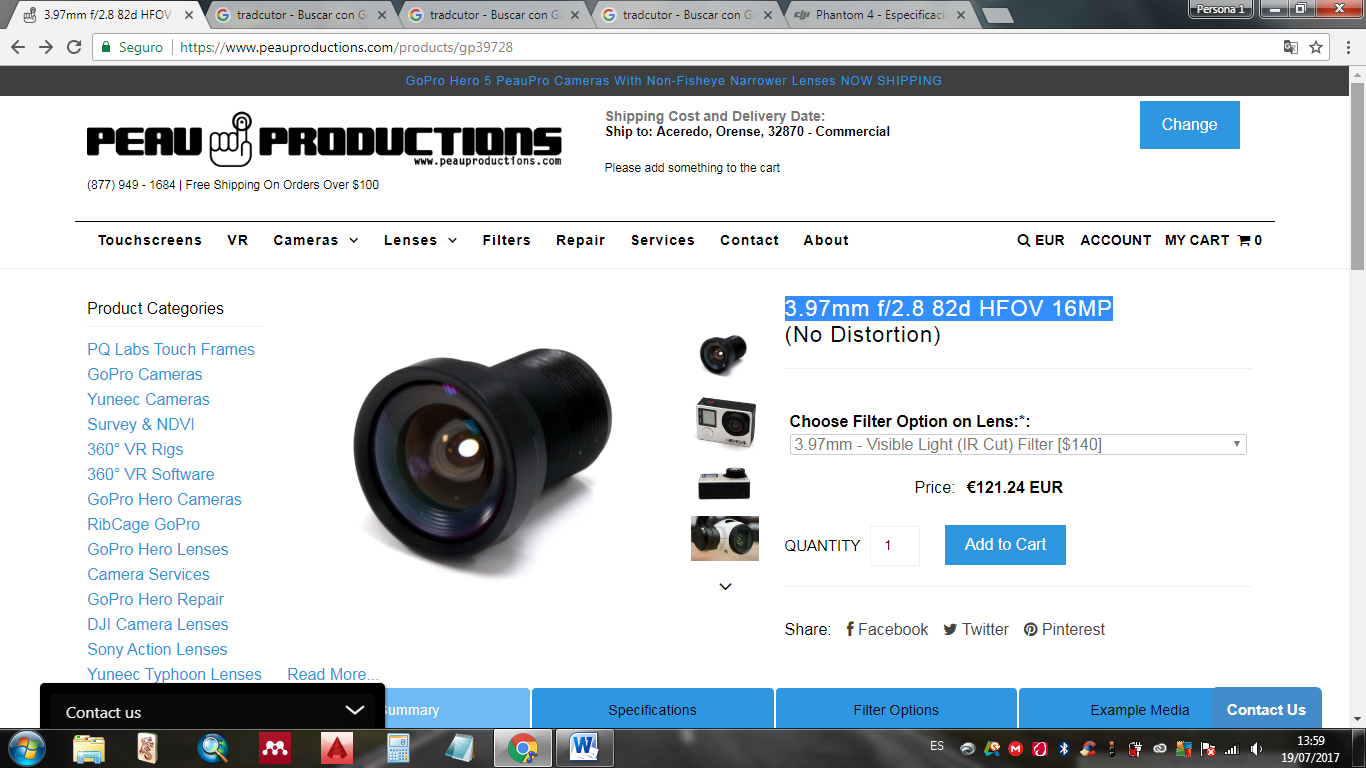 3.97mm f/2.8 82d HFOV
tradcutor - Buscar con G
tradcutor - Buscar con G
tradcutor - Buscar con G
Phantom 4 - Especificaci
Persona 1
Seguro
https://www.peauproductions.com/products/gp39728
GoPro Hero 5 PeauPro Cameras With Non-Fisheye Narrower Lenses NOW SHIPPING
PEAU PRODUCTIONS
www.peauproductions.com
(877) 949 - 1684 | Free Shipping On Orders Over $100
Shipping Cost and Delivery Date:
Ship to: Aceredo, Orense, 32870 - Commercial
Please add something to the cart
Change
Touchscreens VR Cameras Lenses Filters Repair Services Contact About
EUR ACCOUNT MY CART 0
Product Categories
PQ Labs Touch Frames
GoPro Cameras
Yuneec Cameras
Survey & NDVI
360° VR Rigs
360° VR Software
GoPro Hero Cameras
RibCage GoPro
GoPro Hero Lenses
Camera Services
GoPro Hero Repair
DJI Camera Lenses
Sony Action Lenses
Yuneec Typhoon Lenses
Read More...
3.97mm f/2.8 82d HFOV 16MP
(No Distortion)
Choose Filter Option on Lens:*:
3.97mm - Visible Light (IR Cut) Filter [$140]
Price: €121.24 EUR
QUANTITY 1 Add to Cart
Share: Facebook Twitter Pinterest
Contact us
ummary
Specifications
Filter Options
Example Media
Contact Us
ES
13:59
19/07/2017